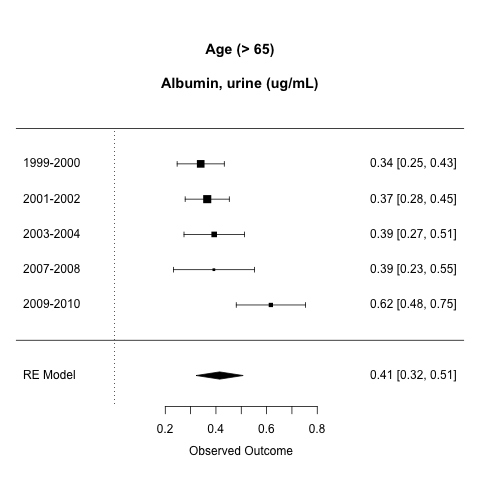 Age (> 65)
Albumin, urine (ug/mL)
1999-2000 0.34 [0.25, 0.43]
2001-2002 0.37 [0.28, 0.45]
2003-2004 0.39 [0.27, 0.51]
2007-2008 0.39 [0.23, 0.55]
2009-2010 0.62 [0.48, 0.75]
RE Model 0.41 [0.32, 0.51]
0.2 0.4 0.6 0.8
Observed Outcome